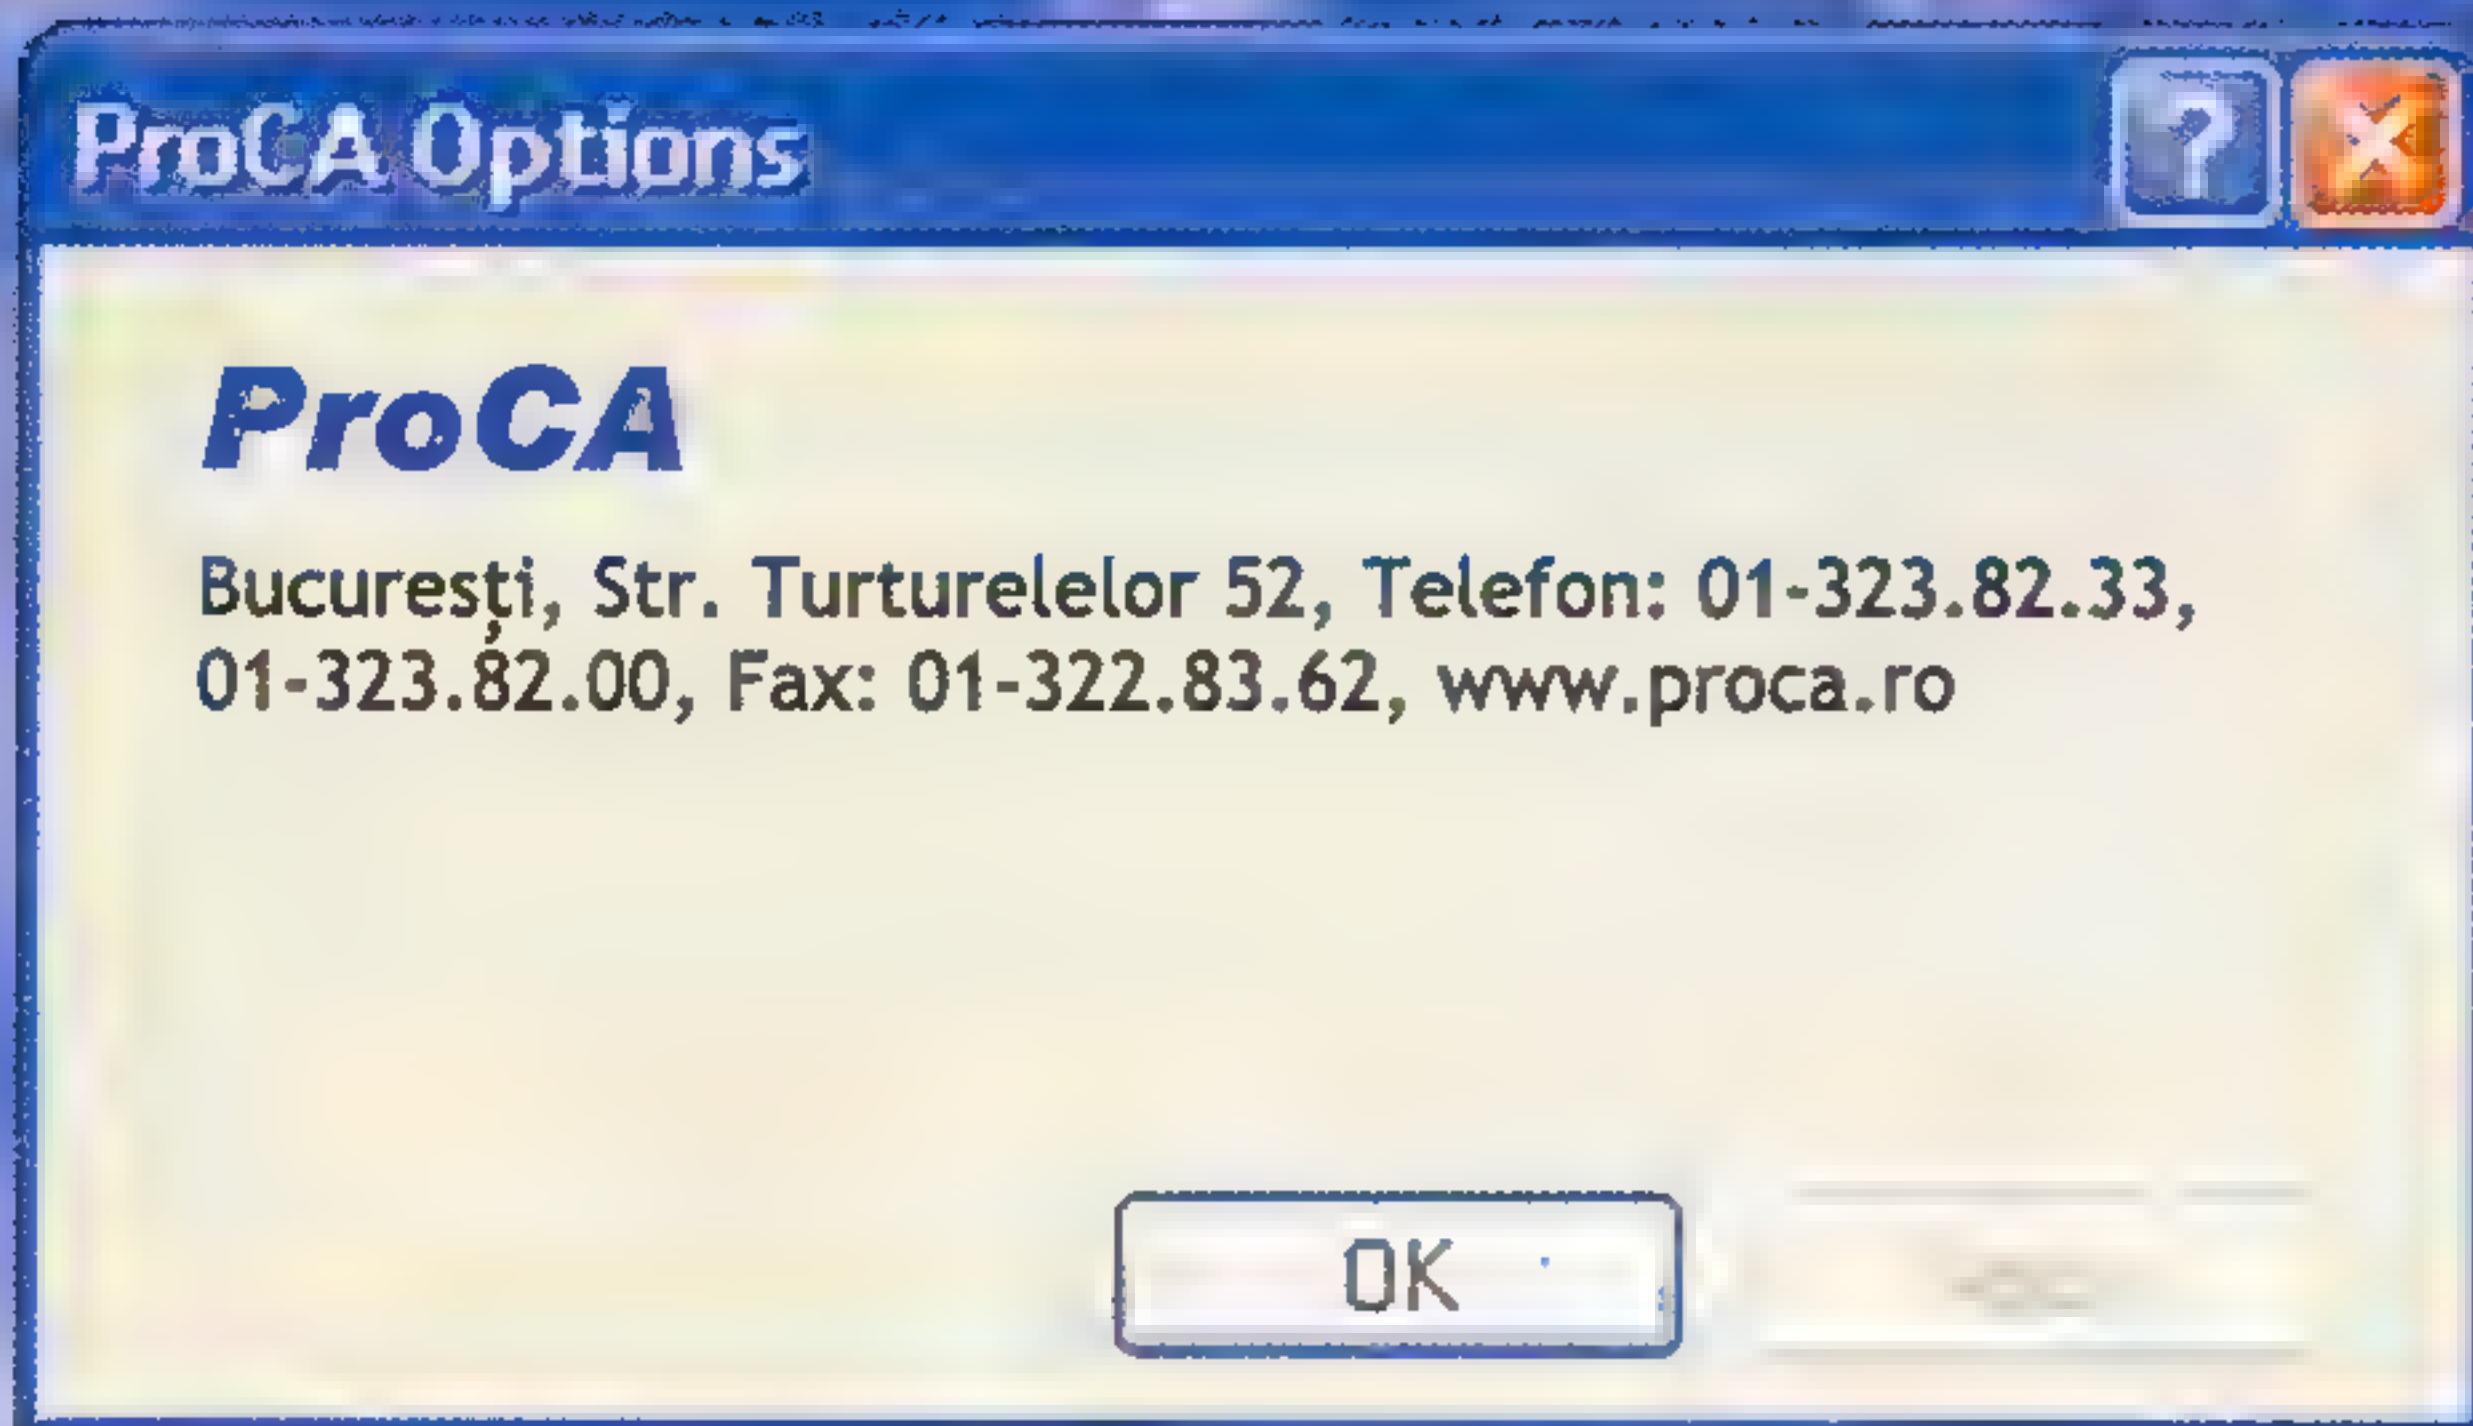 ProCA Options
ProCA
Bucuresți, Str. Turturelelor 52, Telefon: 01-323.82.33,
01-323.82.00, Fax: 01-322.83.62, www.proca.ro
OK